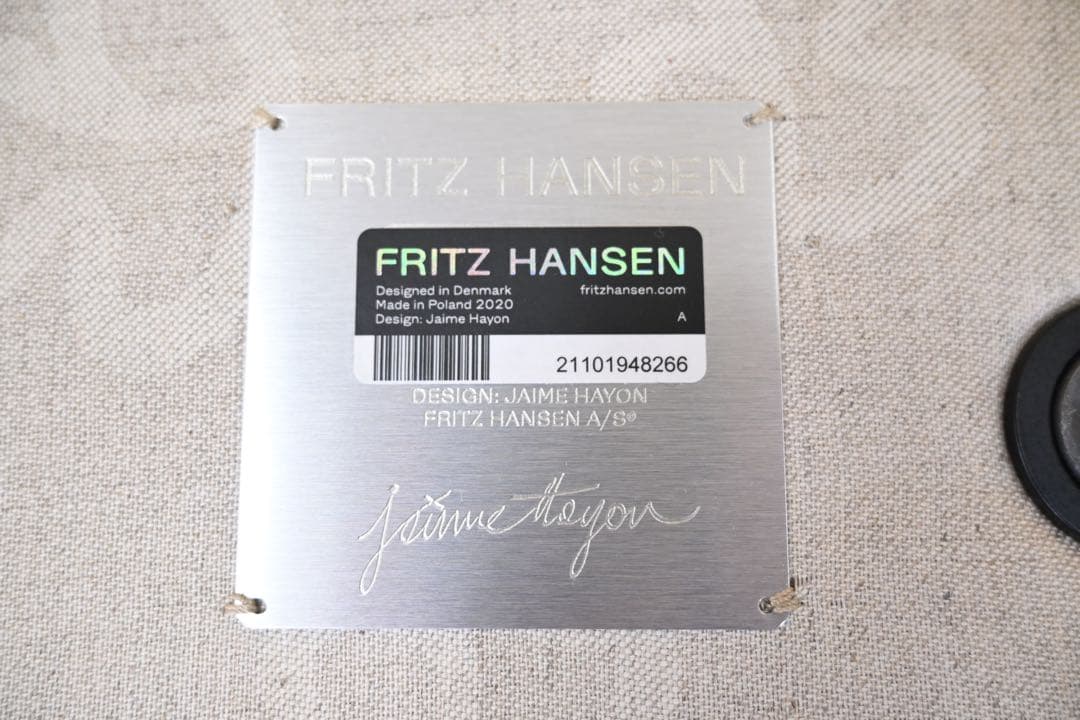 FRITZ HANSEN
FRITZ HANSEN
Designed in Denmark fritzhansen.com
Made in Poland 2020
Design: Jaime Hayon A
21101948266
DESIGN: JAIME HAYON
FRITZ HANSEN A/S®
Jaime Hayon